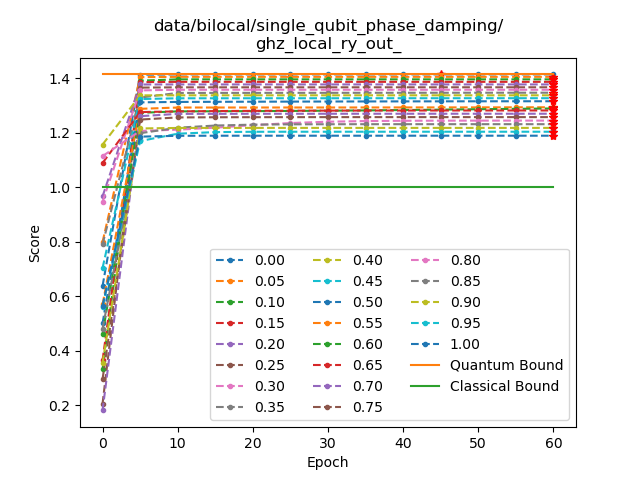 data/bilocal/single_qubit_phase_damping/
ghz_local_ry_out_
Score
1.4
1.2
1.0
0.8
0.6
0.4
0.2
0.00 0.40 0.80
0.05 0.45 0.85
0.10 0.50 0.90
0.15 0.55 0.95
0.20 0.60 1.00
0.25 0.65 Quantum Bound
0.30 0.70 Classical Bound
0.35 0.75
0 10 20 30 40 50 60
Epoch